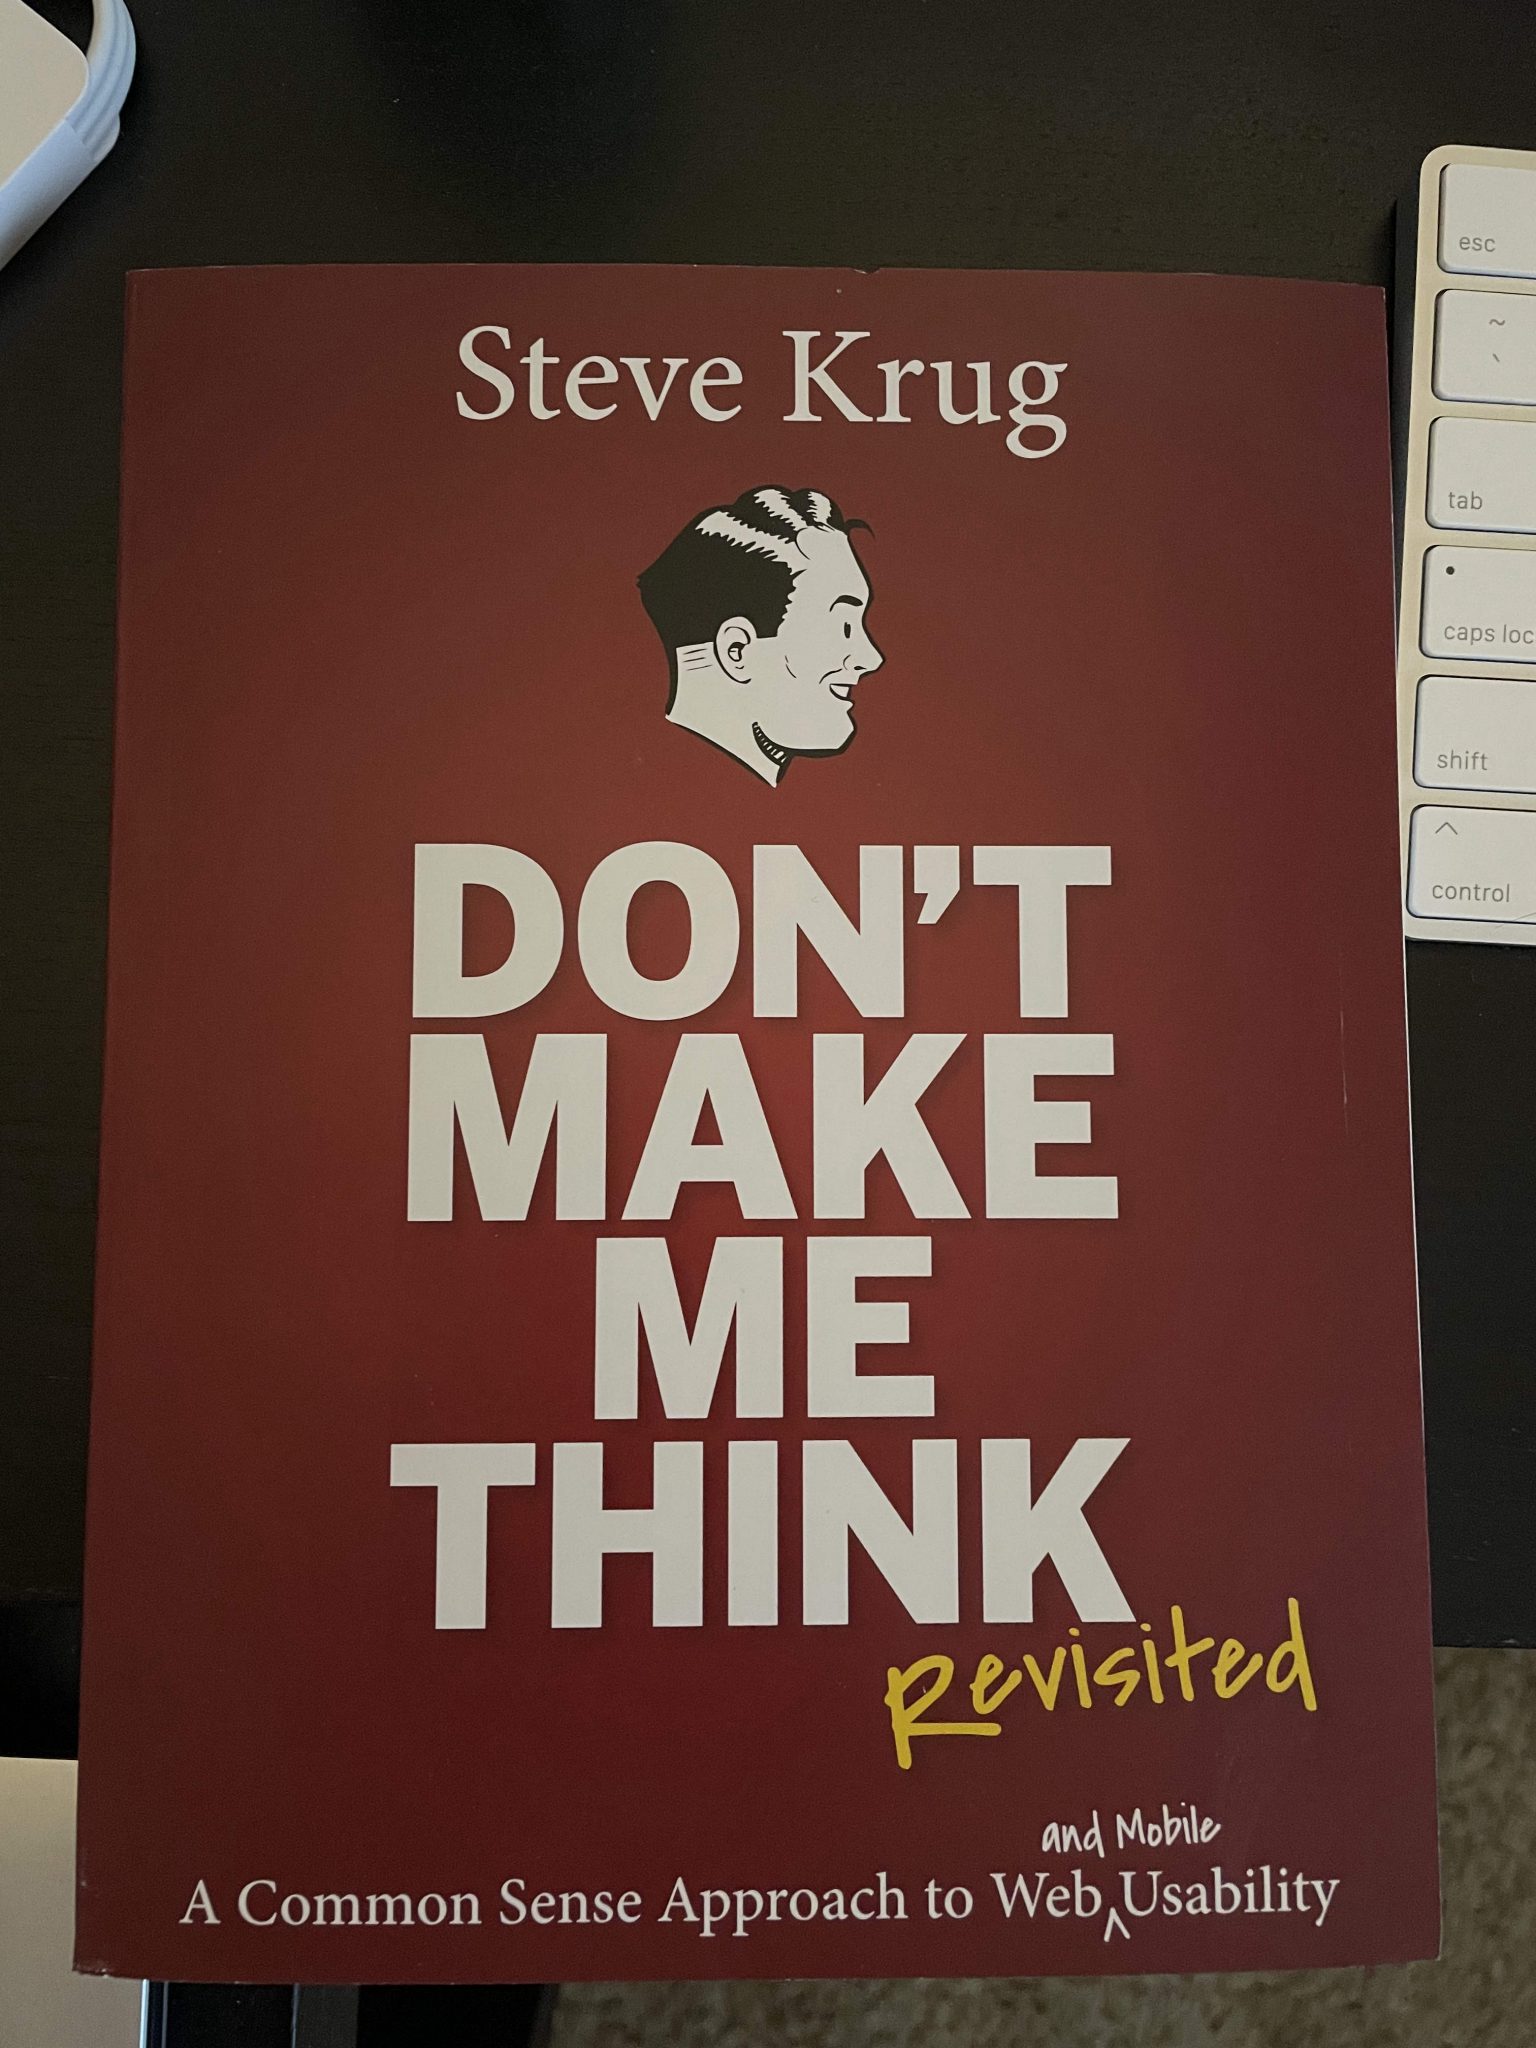 Steve Krug
DON'T
MAKE
ME
THINK
Revisited
and Mobile
A Common Sense Approach to Web ^ Usability
esc
~
`
tab
caps loc
shift
^
control